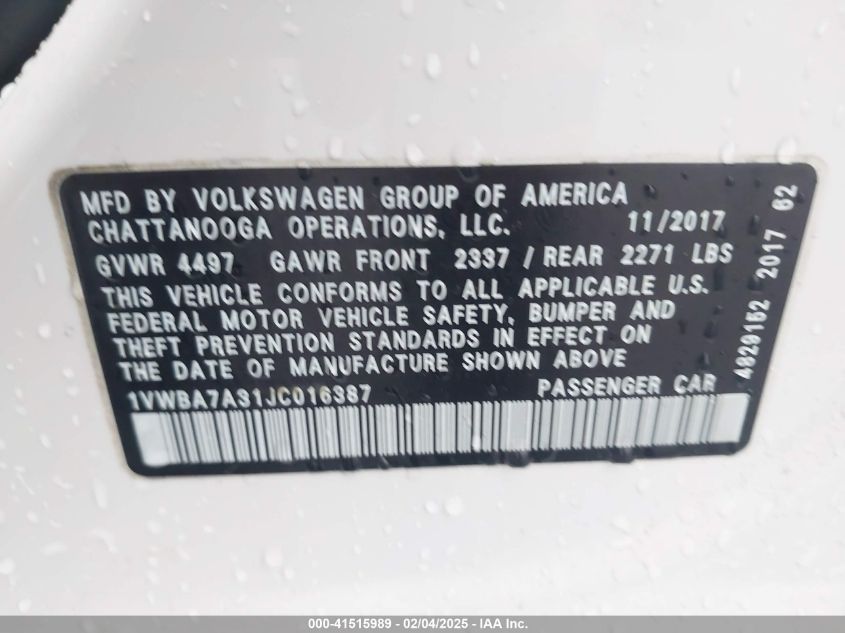 MFD BY VOLKSWAGEN GROUP OF AMERICA
CHATTANOOGA OPERATIONS, LLC. 11/2017
GVWR 4497 GAWR FRONT 2337 / REAR 2271 LBS
THIS VEHICLE CONFORMS TO ALL APPLICABLE U.S.
FEDERAL MOTOR VEHICLE SAFETY, BUMPER AND
THEFT PREVENTION STANDARDS IN EFFECT ON
THE DATE OF MANUFACTURE SHOWN ABOVE
1VWBA7A31JC016387 PASSENGER CAR
4829152 2017 62
000-41515989 - 02/04/2025 - IAA Inc.